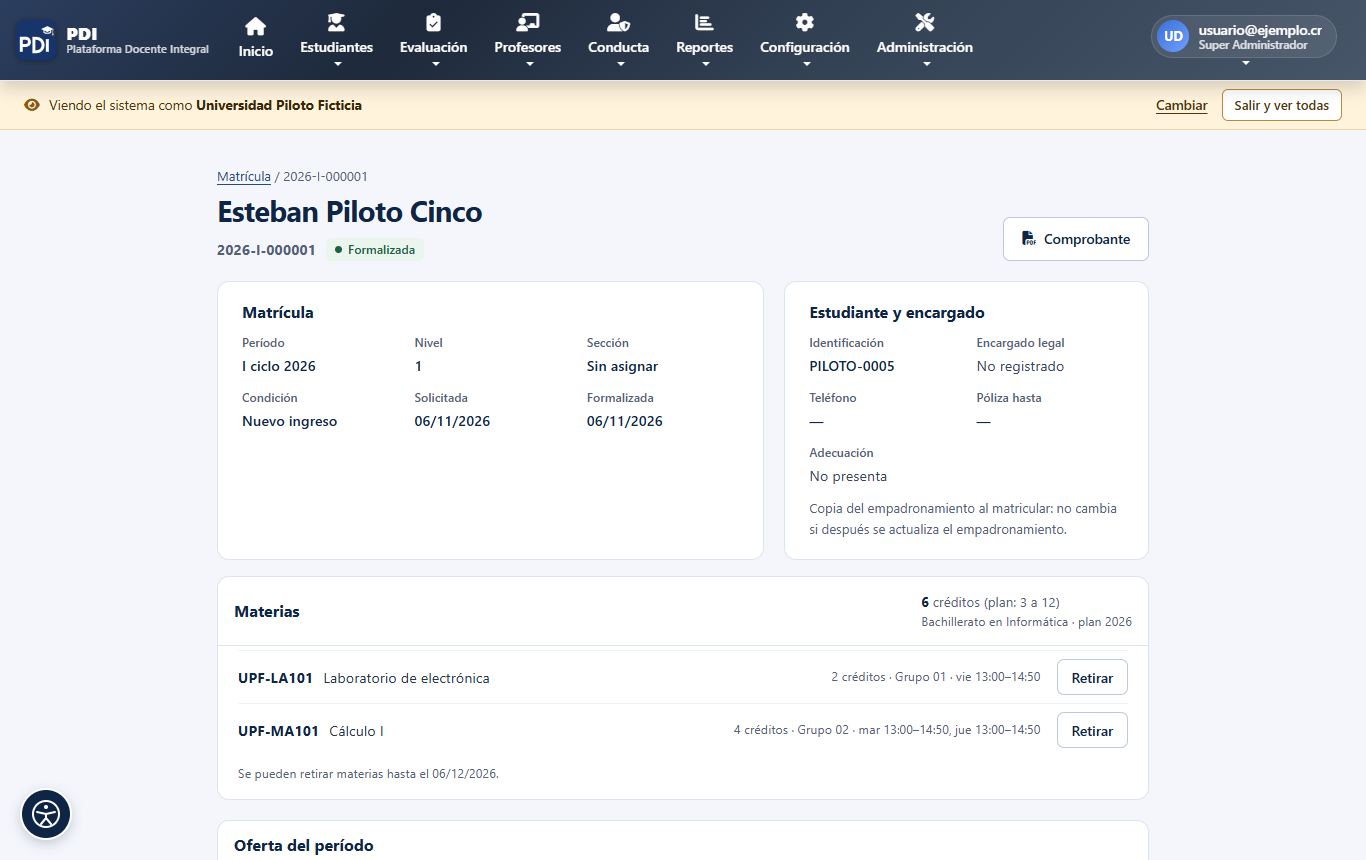 PDI
PDI
Plataforma Docente Integral
Inicio
Estudiantes
Evaluación
Profesores
Conducta
Reportes
Configuración
Administración
UD
usuario@ejemplo.cr
Super Administrador
Viendo el sistema como Universidad Piloto Ficticia
Cambiar
Salir y ver todas
Matrícula / 2026-I-000001
Esteban Piloto Cinco
2026-I-000001
Formalizada
PDF Comprobante
Matrícula
Período Nivel Sección
I ciclo 2026 1 Sin asignar
Condición Solicitada Formalizada
Nuevo ingreso 06/11/2026 06/11/2026
Estudiante y encargado
Identificación Encargado legal
PILOTO-0005 No registrado
Teléfono Póliza hasta
— —
Adecuación
No presenta
Copia del empadronamiento al matricular: no cambia
si después se actualiza el empadronamiento.
Materias
6 créditos (plan: 3 a 12)
Bachillerato en Informática · plan 2026
UPF-LA101 Laboratorio de electrónica 2 créditos · Grupo 01 · vie 13:00–14:50 Retirar
UPF-MA101 Cálculo I 4 créditos · Grupo 02 · mar 13:00–14:50, jue 13:00–14:50 Retirar
Se pueden retirar materias hasta el 06/12/2026.
Oferta del período